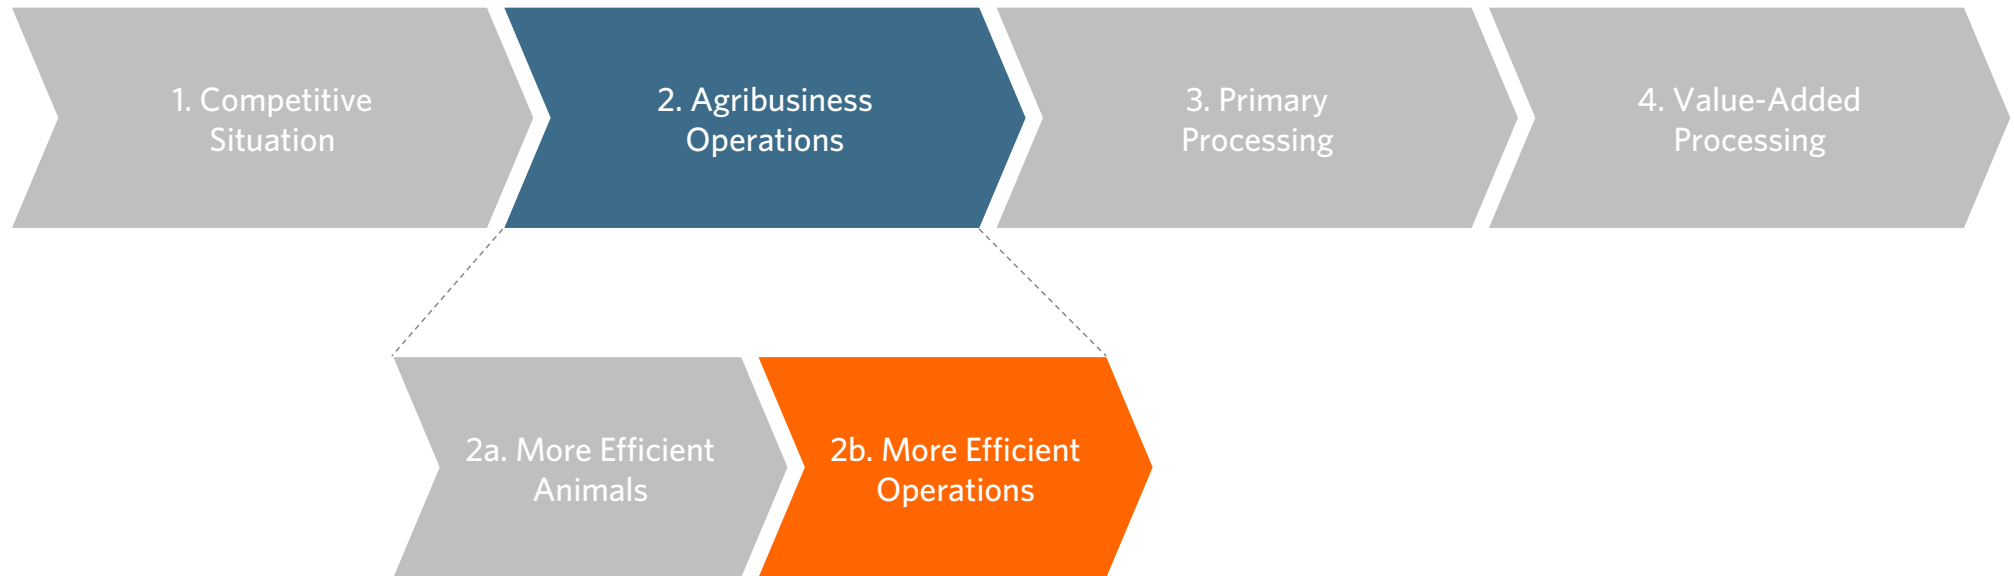 1. Competitive
Situation
2. Agribusiness
Operations
3. Primary
Processing
4. Value-Added
Processing
2a. More Efficient
Animals
2b. More Efficient
Operations